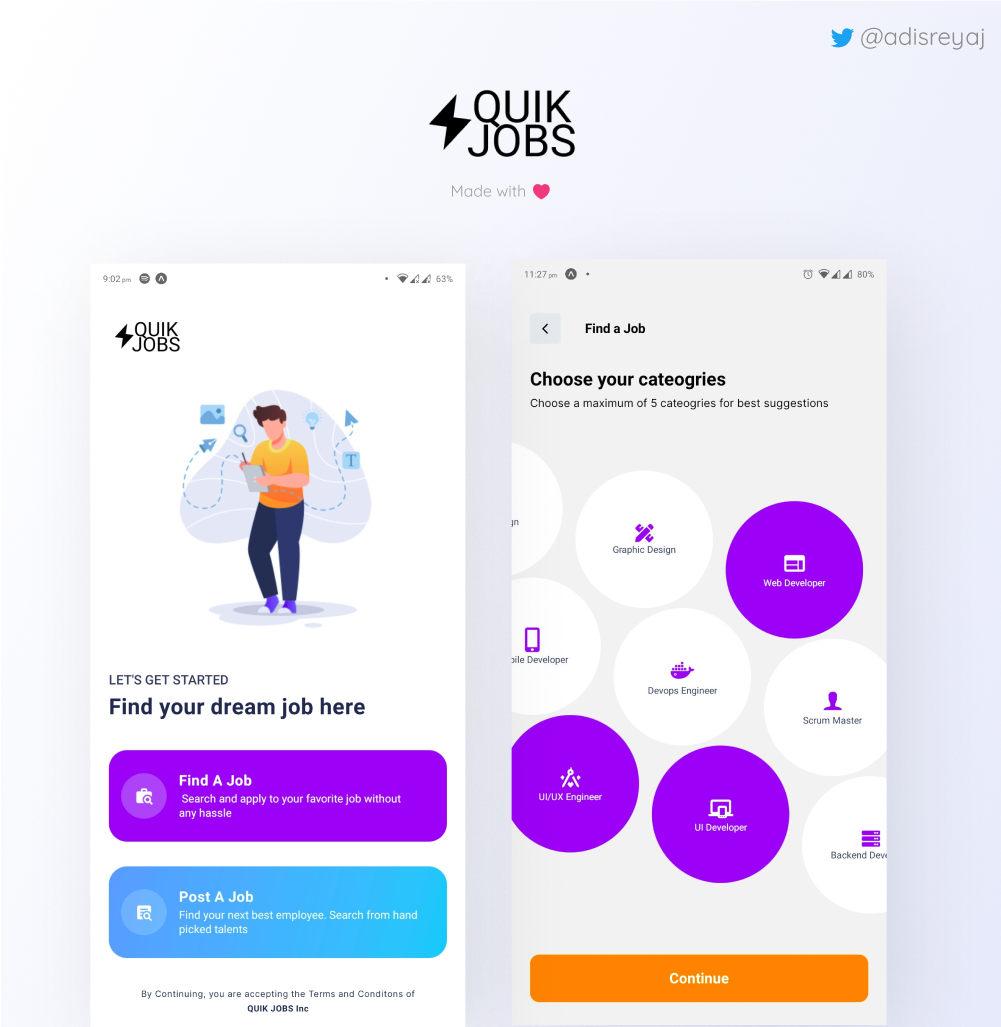 @adisreyaj
QUIK
JOBS
Made with
9:02 pm
63%
QUIK
JOBS
T
LET'S GET STARTED
Find your dream job here
Find A Job
Search and apply to your favorite job without
any hassle
Post A Job
Find your next best employee. Search from hand
picked talents
By Continuing, you are accepting the Terms and Conditons of
QUIK JOBS Inc
11:27 pm
80%
Find a Job
Choose your cateogries
Choose a maximum of 5 cateogries for best suggestions
gn
Graphic Design
Web Developer
bile Developer
Devops Engineer
Scrum Master
UI/UX Engineer
UI Developer
Backend Deve
Continue